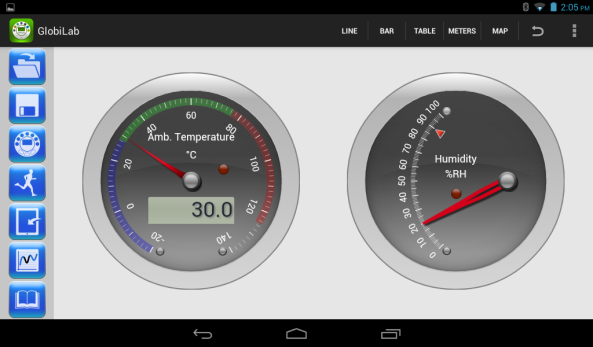 2:05 PM
GlobiLab
LINE
BAR
TABLE
METERS
MAP
-20
0
20
40
60
80
100
120
140
Amb. Temperature
°C
30.0
0
10
20
30
40
50
60
70
80
90
100
Humidity
%RH